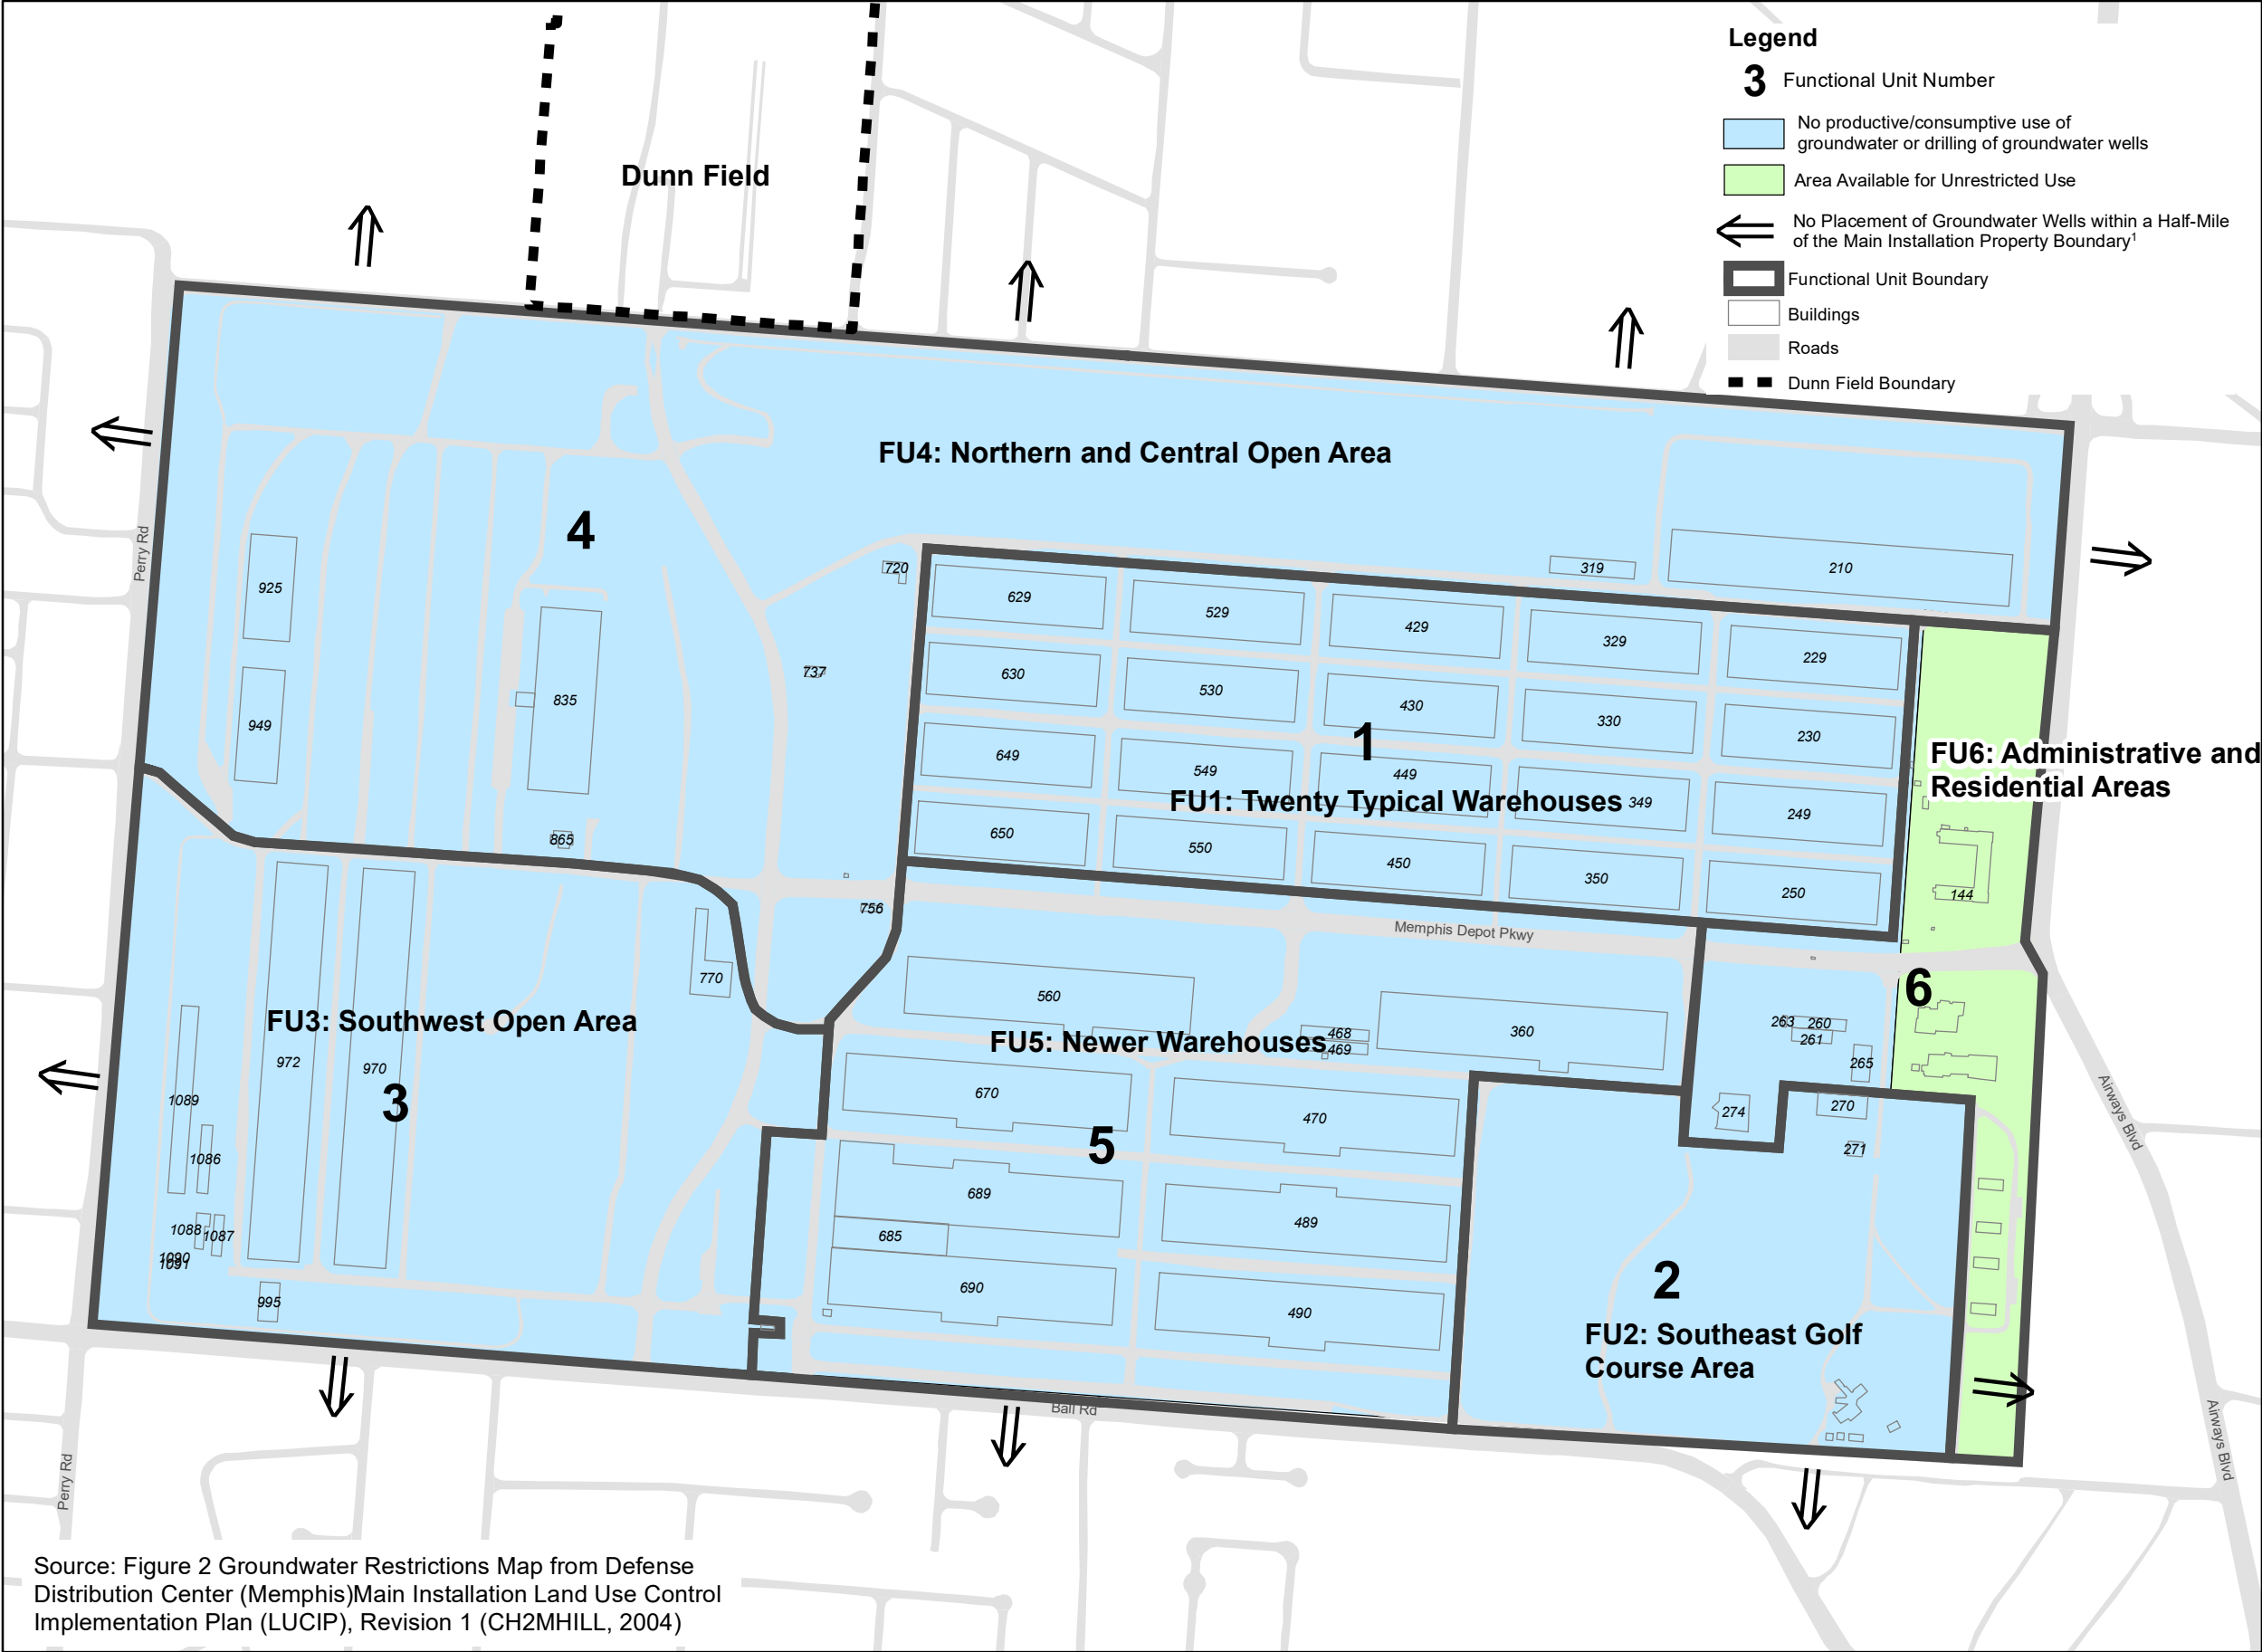 Legend
3 Functional Unit Number
No productive/consumptive use of
groundwater or drilling of groundwater wells
Area Available for Unrestricted Use
No Placement of Groundwater Wells within a Half-Mile
of the Main Installation Property Boundary¹
Functional Unit Boundary
Buildings
Roads
Dunn Field Boundary
Dunn Field
FU4: Northern and Central Open Area
4
Perry Rd
925
949
835
865
720
737
756
319
210
629
529
429
329
229
630
530
430
330
230
1
649
549
449
349
249
FU1: Twenty Typical Warehouses
650
550
450
350
250
FU6: Administrative and
Residential Areas
144
6
Memphis Depot Pkwy
770
FU3: Southwest Open Area
972
970
3
1089
1086
1088
1087
1090
1091
995
560
468
469
360
FU5: Newer Warehouses
670
470
5
689
489
685
690
490
263
260
261
265
274
270
271
2
FU2: Southeast Golf
Course Area
Airways Blvd
Airways Blvd
Ball Rd
Perry Rd
Source: Figure 2 Groundwater Restrictions Map from Defense
Distribution Center (Memphis)Main Installation Land Use Control
Implementation Plan (LUCIP), Revision 1 (CH2MHILL, 2004)